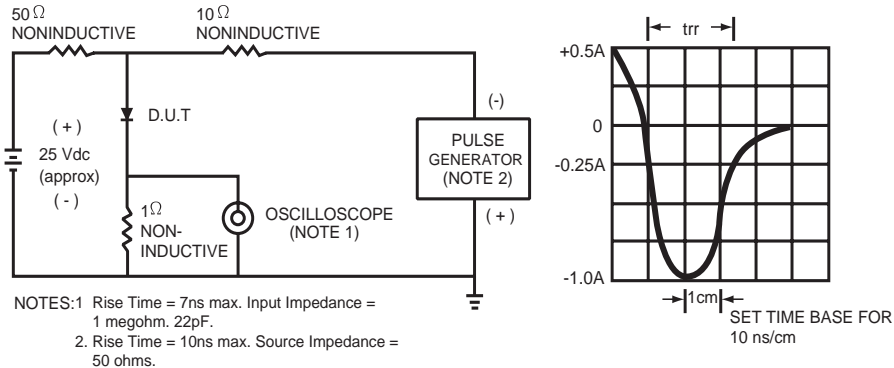 50 Ω
NONINDUCTIVE
10 Ω
NONINDUCTIVE
( + )
25 Vdc
(approx)
( - )
D.U.T
1Ω
NON-
INDUCTIVE
OSCILLOSCOPE
(NOTE 1)
(-)
PULSE
GENERATOR
(NOTE 2)
( + )
NOTES:1 Rise Time = 7ns max. Input Impedance =
1 megohm. 22pF.
2. Rise Time = 10ns max. Source Impedance =
50 ohms.
trr
+0.5A
0
-0.25A
-1.0A
1cm
SET TIME BASE FOR
10 ns/cm